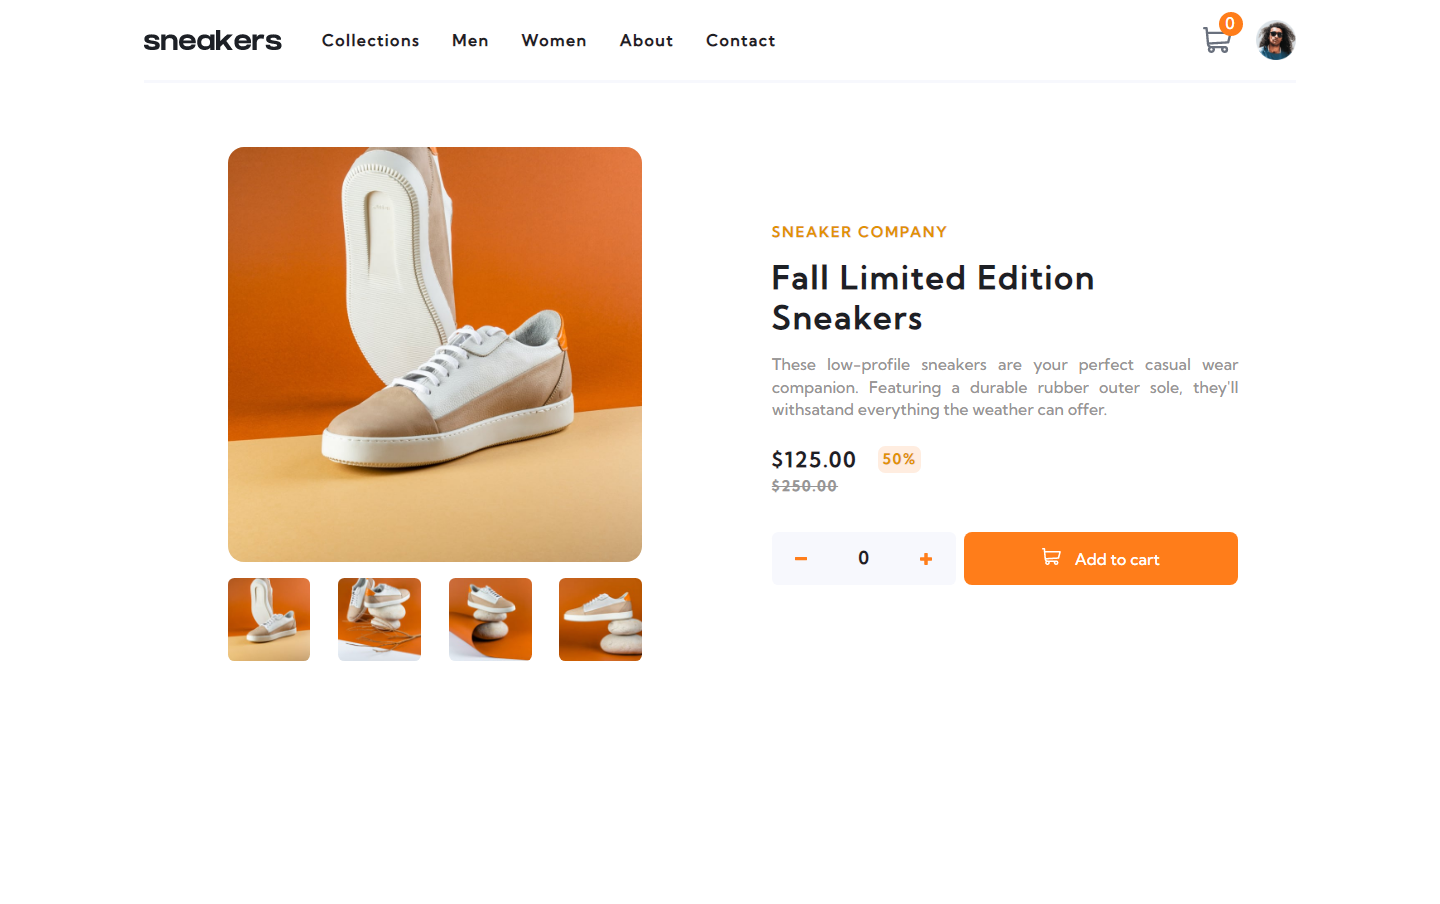 sneakers Collections Men Women About Contact 0
SNEAKER COMPANY
Fall Limited Edition
Sneakers
These low-profile sneakers are your perfect casual wear
companion. Featuring a durable rubber outer sole, they'll
withsatand everything the weather can offer.
$125.00 50%
$250.00
0 Add to cart